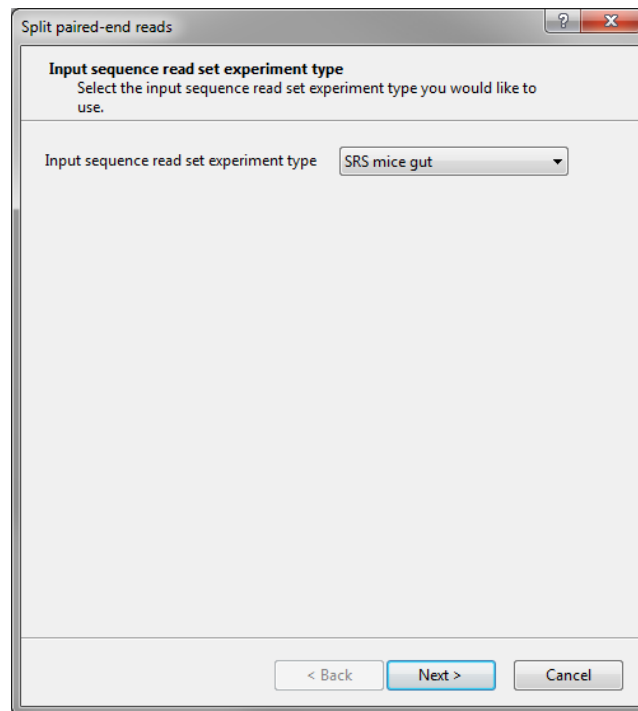 Split paired-end reads
?
X
Input sequence read set experiment type
Select the input sequence read set experiment type you would like to
use.
Input sequence read set experiment type SRS mice gut
< Back Next > Cancel